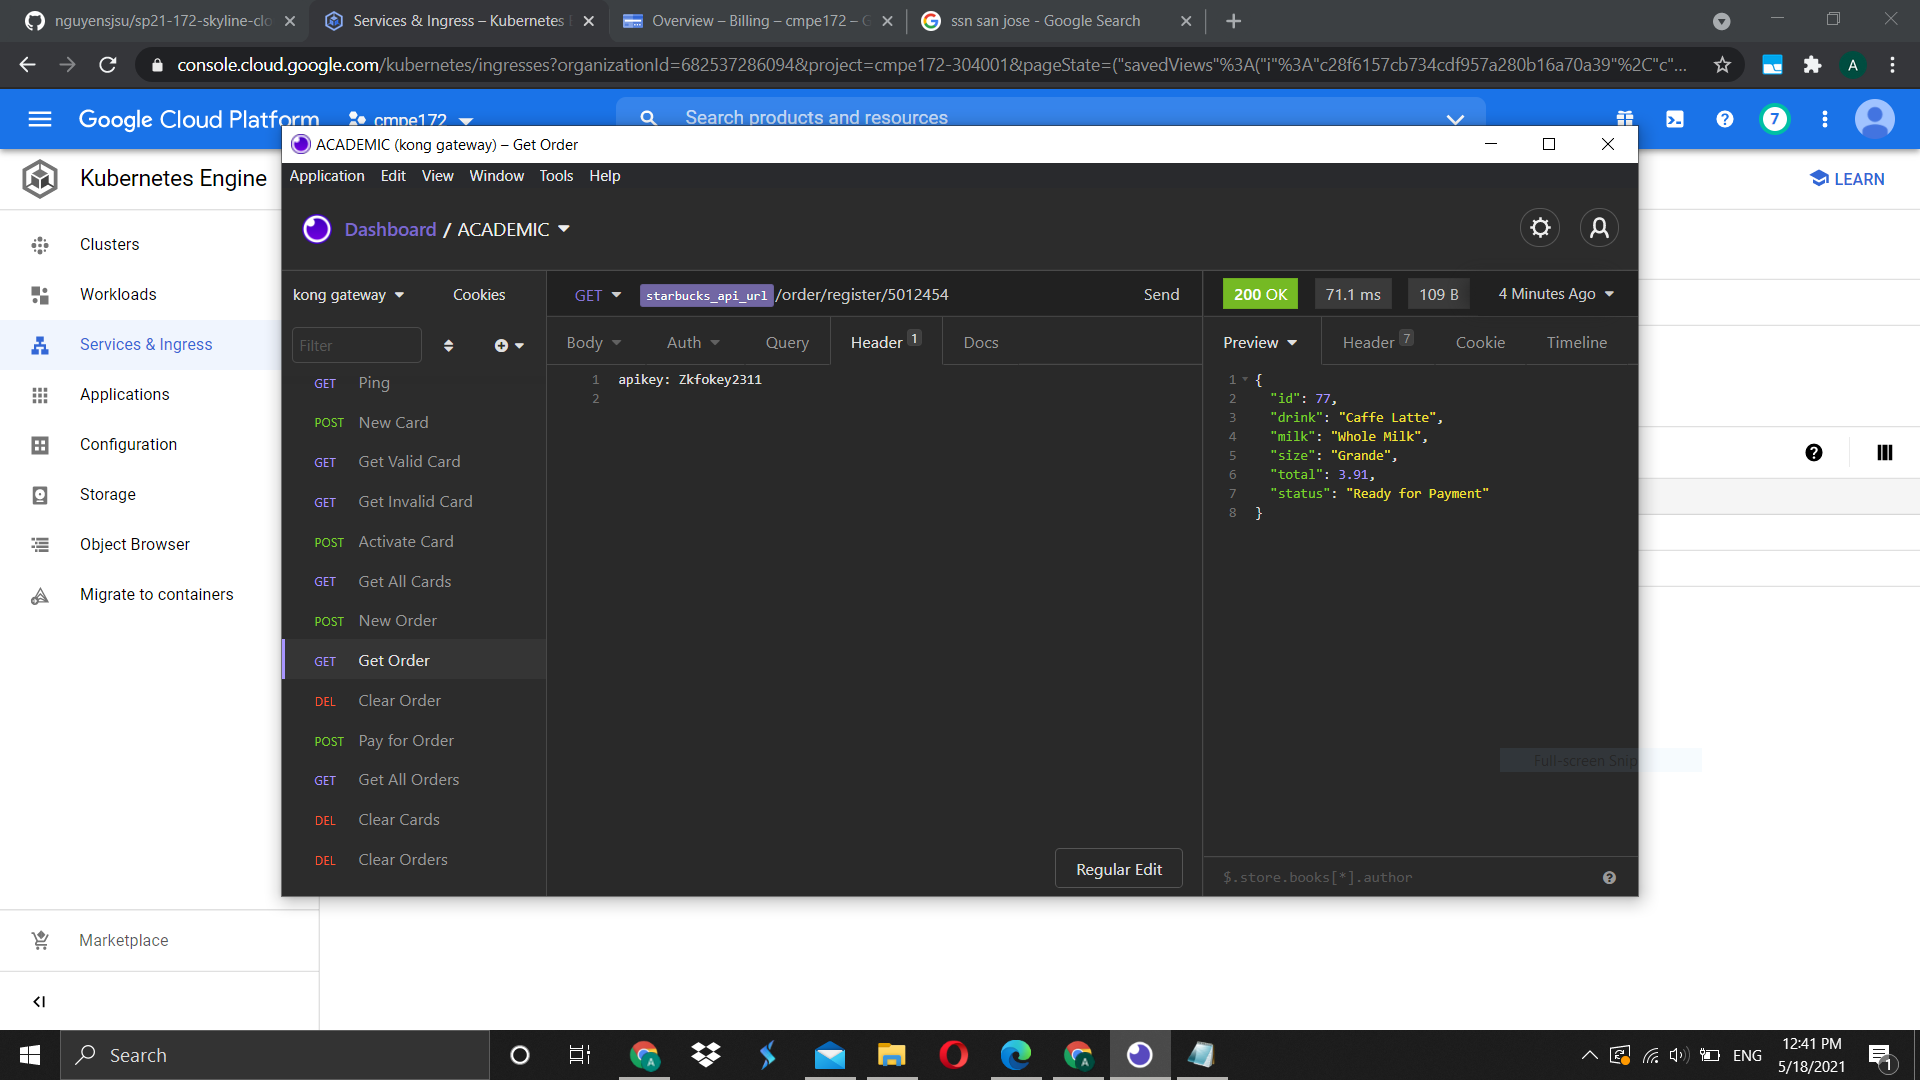 nguyensjsu/sp21-172-skyline-clo
Services & Ingress – Kubernetes
Overview – Billing – cmpe172 – G
ssn san jose - Google Search
console.cloud.google.com/kubernetes/ingresses?organizationId=682537286094&project=cmpe172-304001&pageState=("savedViews"%3A("i"%3A"c28f6157cb734cdf957a280b16a70a39"%2C"c"...
A
Google Cloud Platform
cmpe172
Search products and resources
7
ACADEMIC (kong gateway) – Get Order
Kubernetes Engine
LEARN
Application Edit View Window Tools Help
Dashboard / ACADEMIC
Clusters
Workloads
Services & Ingress
Applications
Configuration
Storage
Object Browser
Migrate to containers
Marketplace
kong gateway
Cookies
Filter
GET Ping
POST New Card
GET Get Valid Card
GET Get Invalid Card
POST Activate Card
GET Get All Cards
POST New Order
GET Get Order
DEL Clear Order
POST Pay for Order
GET Get All Orders
DEL Clear Cards
DEL Clear Orders
GET starbucks_api_url /order/register/5012454 Send
Body Auth Query Header 1 Docs
1 apikey: Zkfokey2311
2
Regular Edit
200 OK 71.1 ms 109 B 4 Minutes Ago
Preview Header 7 Cookie Timeline
1 {
2 "id": 77,
3 "drink": "Caffe Latte",
4 "milk": "Whole Milk",
5 "size": "Grande",
6 "total": 3.91,
7 "status": "Ready for Payment"
8 }
Full-screen Snip
$.store.books[*].author
Search
ENG
12:41 PM
5/18/2021
1